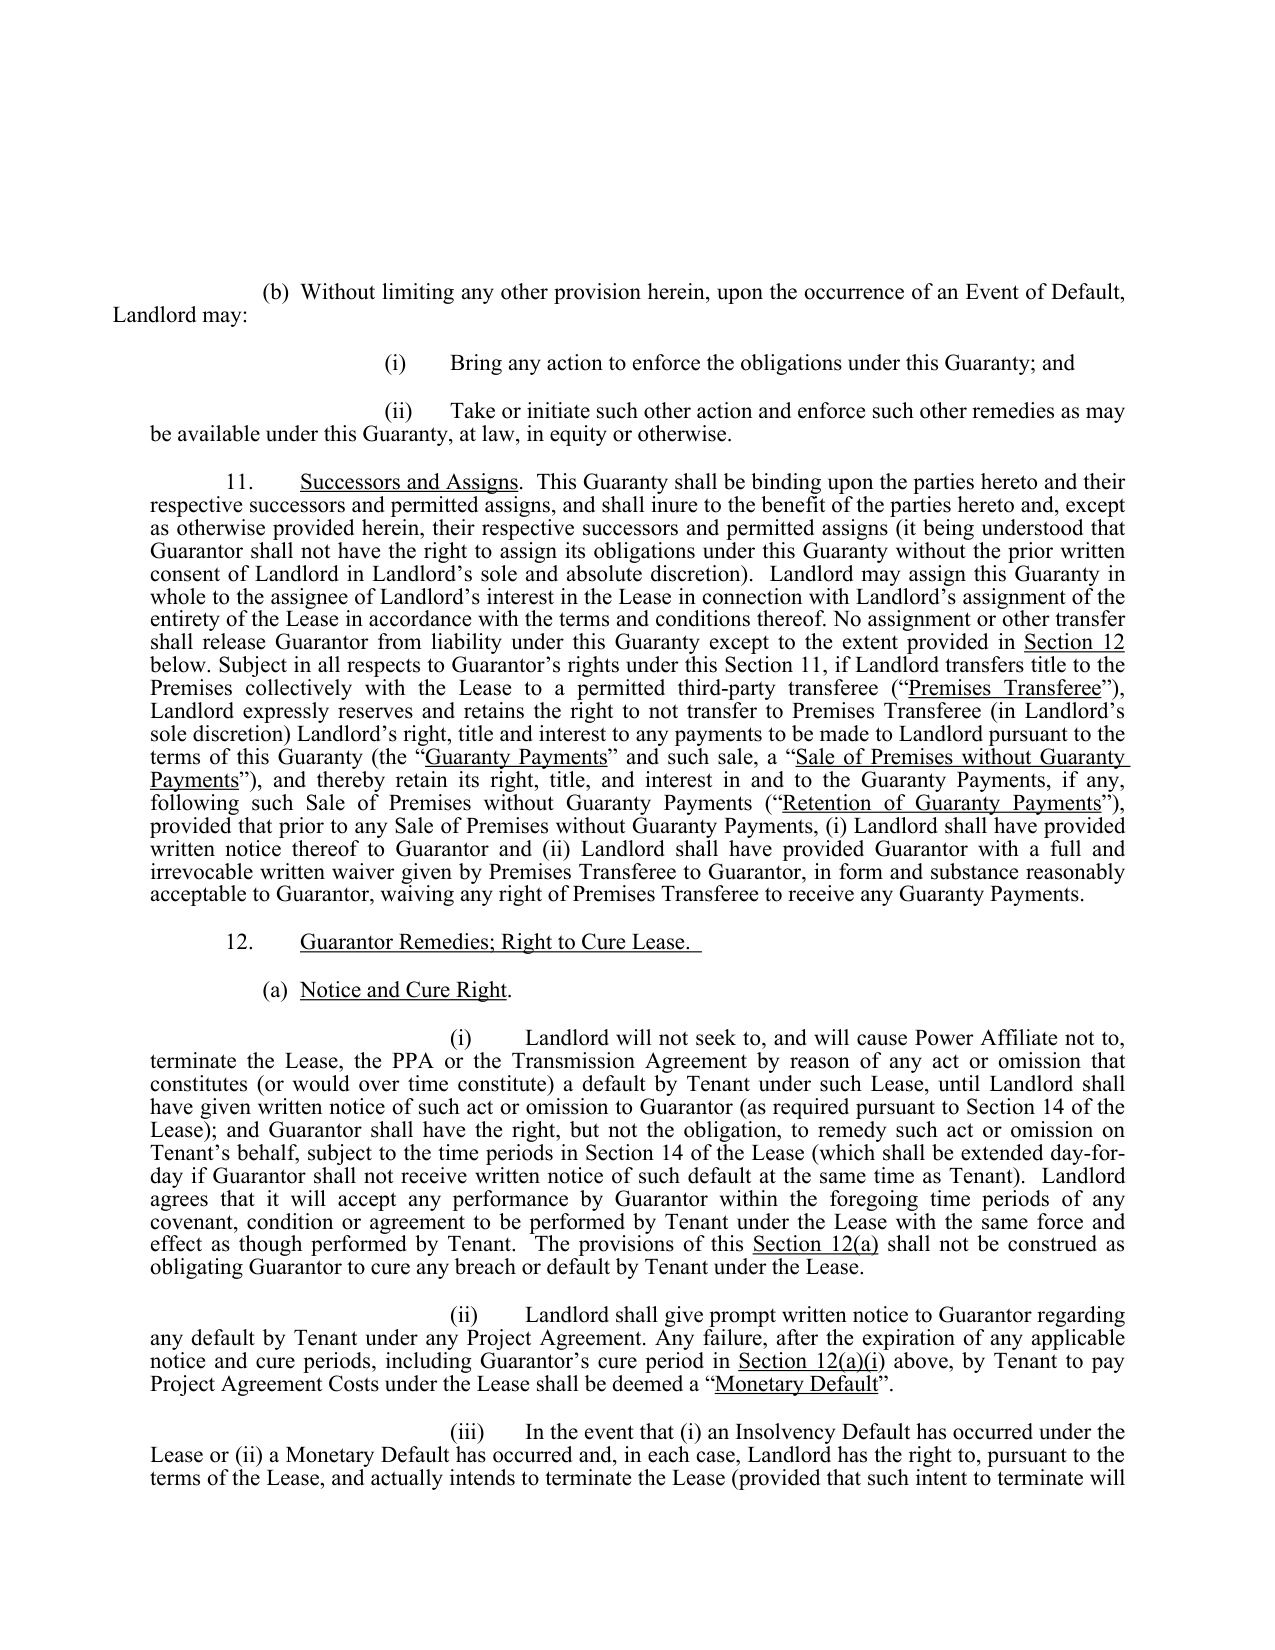 (b) Without limiting any other provision herein, upon the occurrence of an Event of Default,
Landlord may:
(i) Bring any action to enforce the obligations under this Guaranty; and
(ii) Take or initiate such other action and enforce such other remedies as may
be available under this Guaranty, at law, in equity or otherwise.
11. Successors and Assigns. This Guaranty shall be binding upon the parties hereto and their
respective successors and permitted assigns, and shall inure to the benefit of the parties hereto and, except
as otherwise provided herein, their respective successors and permitted assigns (it being understood that
Guarantor shall not have the right to assign its obligations under this Guaranty without the prior written
consent of Landlord in Landlord’s sole and absolute discretion). Landlord may assign this Guaranty in
whole to the assignee of Landlord’s interest in the Lease in connection with Landlord’s assignment of the
entirety of the Lease in accordance with the terms and conditions thereof. No assignment or other transfer
shall release Guarantor from liability under this Guaranty except to the extent provided in Section 12
below. Subject in all respects to Guarantor’s rights under this Section 11, if Landlord transfers title to the
Premises collectively with the Lease to a permitted third-party transferee (“Premises Transferee”),
Landlord expressly reserves and retains the right to not transfer to Premises Transferee (in Landlord’s
sole discretion) Landlord’s right, title and interest to any payments to be made to Landlord pursuant to the
terms of this Guaranty (the “Guaranty Payments” and such sale, a “Sale of Premises without Guaranty
Payments”), and thereby retain its right, title, and interest in and to the Guaranty Payments, if any,
following such Sale of Premises without Guaranty Payments (“Retention of Guaranty Payments”),
provided that prior to any Sale of Premises without Guaranty Payments, (i) Landlord shall have provided
written notice thereof to Guarantor and (ii) Landlord shall have provided Guarantor with a full and
irrevocable written waiver given by Premises Transferee to Guarantor, in form and substance reasonably
acceptable to Guarantor, waiving any right of Premises Transferee to receive any Guaranty Payments.
12. Guarantor Remedies; Right to Cure Lease.
(a) Notice and Cure Right.
(i) Landlord will not seek to, and will cause Power Affiliate not to,
terminate the Lease, the PPA or the Transmission Agreement by reason of any act or omission that
constitutes (or would over time constitute) a default by Tenant under such Lease, until Landlord shall
have given written notice of such act or omission to Guarantor (as required pursuant to Section 14 of the
Lease); and Guarantor shall have the right, but not the obligation, to remedy such act or omission on
Tenant’s behalf, subject to the time periods in Section 14 of the Lease (which shall be extended day-for-
day if Guarantor shall not receive written notice of such default at the same time as Tenant). Landlord
agrees that it will accept any performance by Guarantor within the foregoing time periods of any
covenant, condition or agreement to be performed by Tenant under the Lease with the same force and
effect as though performed by Tenant. The provisions of this Section 12(a) shall not be construed as
obligating Guarantor to cure any breach or default by Tenant under the Lease.
(ii) Landlord shall give prompt written notice to Guarantor regarding
any default by Tenant under any Project Agreement. Any failure, after the expiration of any applicable
notice and cure periods, including Guarantor’s cure period in Section 12(a)(i) above, by Tenant to pay
Project Agreement Costs under the Lease shall be deemed a “Monetary Default”.
(iii) In the event that (i) an Insolvency Default has occurred under the
Lease or (ii) a Monetary Default has occurred and, in each case, Landlord has the right to, pursuant to the
terms of the Lease, and actually intends to terminate the Lease (provided that such intent to terminate will